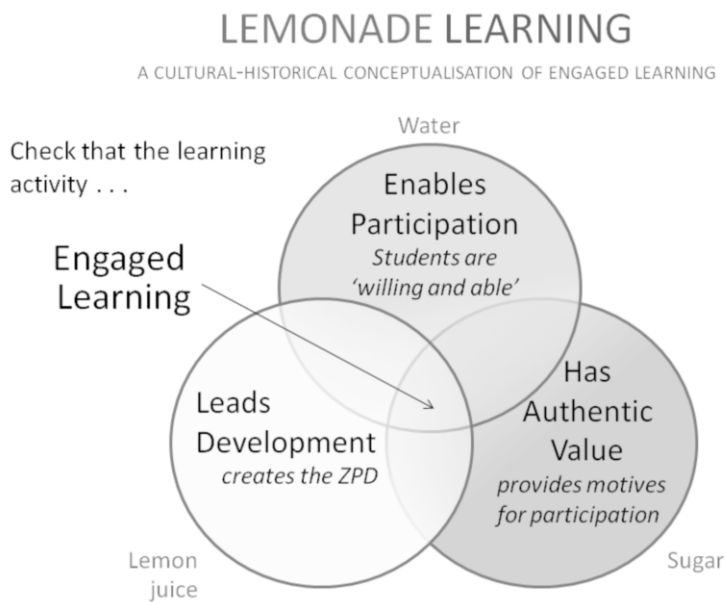 LEMONADE LEARNING
A CULTURAL-HISTORICAL CONCEPTUALISATION OF ENGAGED LEARNING
Water
Check that the learning
activity . . .
Enables
Participation
Students are
‘willing and able’
Engaged
Learning
Leads
Development
creates the ZPD
Has
Authentic
Value
provides motives
for participation
Lemon
juice
Sugar